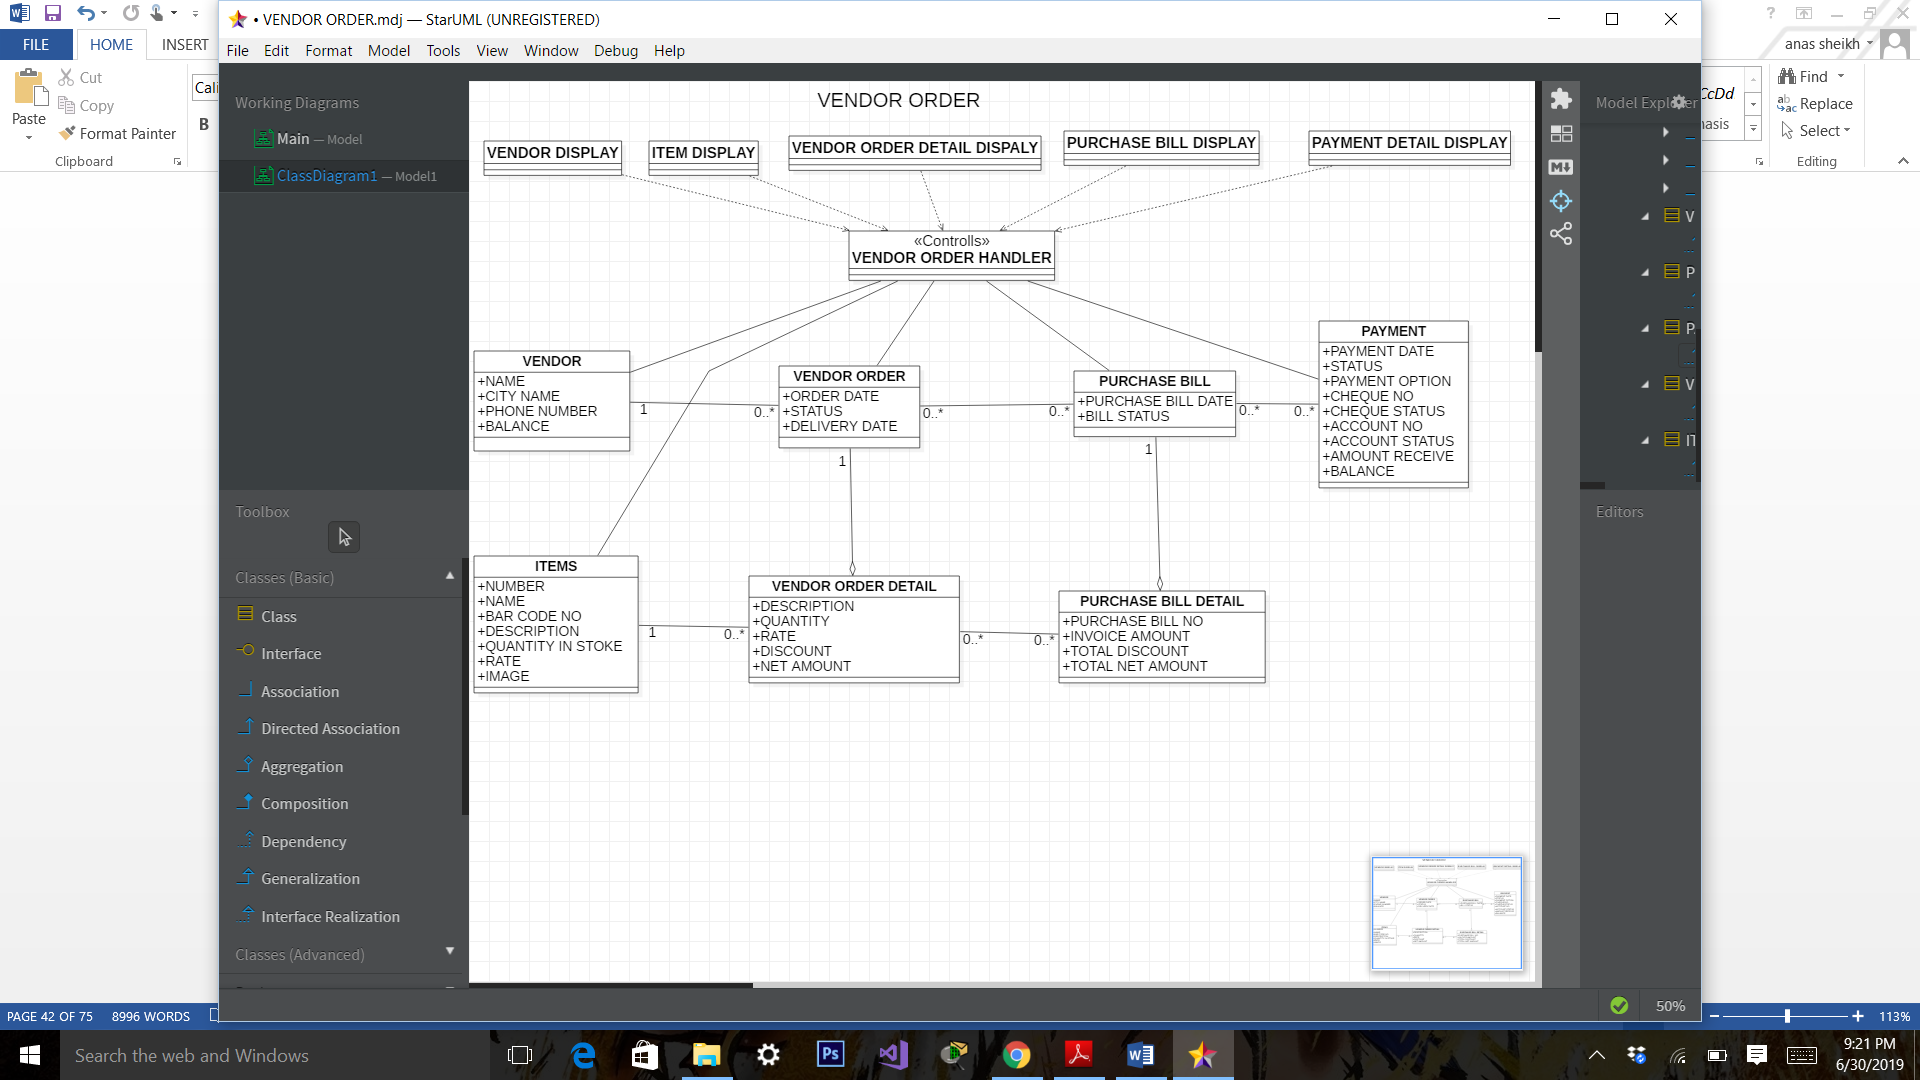 VENDOR ORDER.mdj — StarUML (UNREGISTERED)
FILE
HOME
INSERT
anas sheikh
Cut
Copy
Paste
Format Painter
Clipboard
Cali
B
File Edit Format Model Tools View Window Debug Help
Find
Replace
Select
Editing
CcDd
Working Diagrams
Main — Model
ClassDiagram1 — Model1
Model Explorer
V
P
P
V
IT
Editors
Toolbox
Classes (Basic)
Class
Interface
Association
Directed Association
Aggregation
Composition
Dependency
Generalization
Interface Realization
Classes (Advanced)
VENDOR ORDER
VENDOR DISPLAY
ITEM DISPLAY
VENDOR ORDER DETAIL DISPALY
PURCHASE BILL DISPLAY
PAYMENT DETAIL DISPLAY
«Controlls»
VENDOR ORDER HANDLER
VENDOR
+NAME
+CITY NAME
+PHONE NUMBER
+BALANCE
1
0..*
VENDOR ORDER
+ORDER DATE
+STATUS
+DELIVERY DATE
0..*
0..*
1
PURCHASE BILL
+PURCHASE BILL DATE
+BILL STATUS
0..*
0..*
1
PAYMENT
+PAYMENT DATE
+STATUS
+PAYMENT OPTION
+CHEQUE NO
+CHEQUE STATUS
+ACCOUNT NO
+ACCOUNT STATUS
+AMOUNT RECEIVE
+BALANCE
ITEMS
+NUMBER
+NAME
+BAR CODE NO
+DESCRIPTION
+QUANTITY IN STOKE
+RATE
+IMAGE
1
0..*
VENDOR ORDER DETAIL
+DESCRIPTION
+QUANTITY
+RATE
+DISCOUNT
+NET AMOUNT
0..*
0..*
PURCHASE BILL DETAIL
+PURCHASE BILL NO
+INVOICE AMOUNT
+TOTAL DISCOUNT
+TOTAL NET AMOUNT
50%
PAGE 42 OF 75 8996 WORDS
113%
Search the web and Windows
9:21 PM
6/30/2019